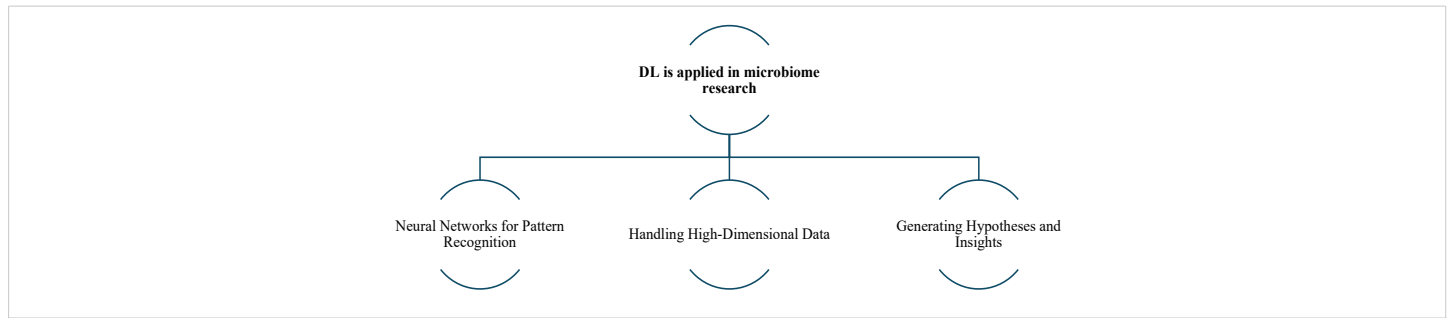 DL is applied in microbiome
research
Neural Networks for Pattern
Recognition
Handling High-Dimensional Data
Generating Hypotheses and
Insights